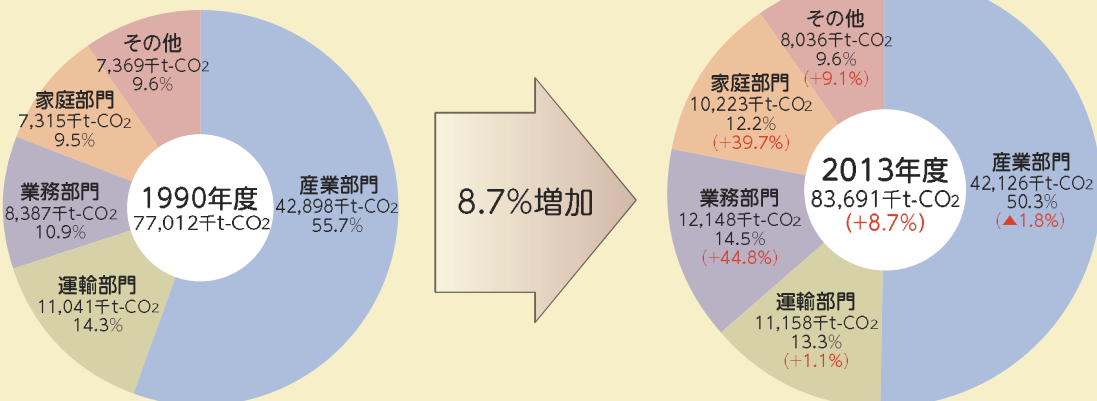 1990年度
77,012千t-CO2
産業部門
42,898千t-CO2
55.7%
運輸部門
11,041千t-CO2
14.3%
業務部門
8,387千t-CO2
10.9%
家庭部門
7,315千t-CO2
9.5%
その他
7,369千t-CO2
9.6%
8.7%増加
2013年度
83,691千t-CO2
(+8.7%)
産業部門
42,126千t-CO2
50.3%
(▲1.8%)
運輸部門
11,158千t-CO2
13.3%
(+1.1%)
業務部門
12,148千t-CO2
14.5%
(+44.8%)
家庭部門
10,223千t-CO2
12.2%
(+39.7%)
その他
8,036千t-CO2
9.6%
(+9.1%)